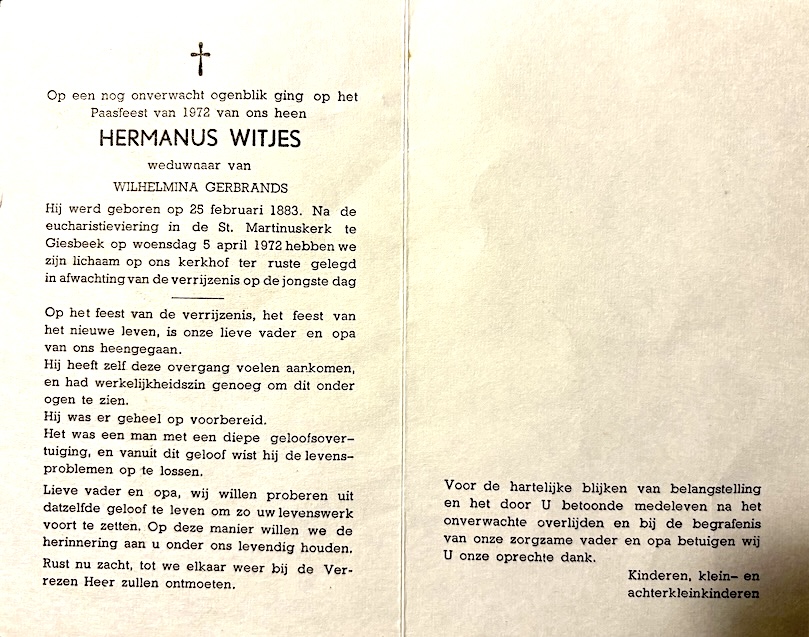 Op een nog onverwacht ogenblik ging op het
Paasfeest van 1972 van ons heen
HERMANUS WITJES
weduwnaar van
WILHELMINA GERBRANDS
Hij werd geboren op 25 februari 1883. Na de
eucharistieviering in de St. Martinuskerk te
Giesbeek op woensdag 5 april 1972 hebben we
zijn lichaam op ons kerkhof ter ruste gelegd
in afwachting van de verrijzenis op de jongste dag
Op het feest van de verrijzenis, het feest van
het nieuwe leven, is onze lieve vader en opa
van ons heengegaan.
Hij heeft zelf deze overgang voelen aankomen,
en had werkelijkheidszin genoeg om dit onder
ogen te zien.
Hij was er geheel op voorbereid.
Het was een man met een diepe geloofsover-
tuiging, en vanuit dit geloof wist hij de levens-
problemen op te lossen.
Lieve vader en opa, wij willen proberen uit
datzelfde geloof te leven om zo uw levenswerk
voort te zetten. Op deze manier willen we de
herinnering aan u onder ons levendig houden.
Rust nu zacht, tot we elkaar weer bij de Ver-
rezen Heer zullen ontmoeten.
Voor de hartelijke blijken van belangstelling
en het door U betoonde medeleven na het
onverwachte overlijden en bij de begrafenis
van onze zorgzame vader en opa betuigen wij
U onze oprechte dank.
Kinderen, klein- en
achterkleinkinderen